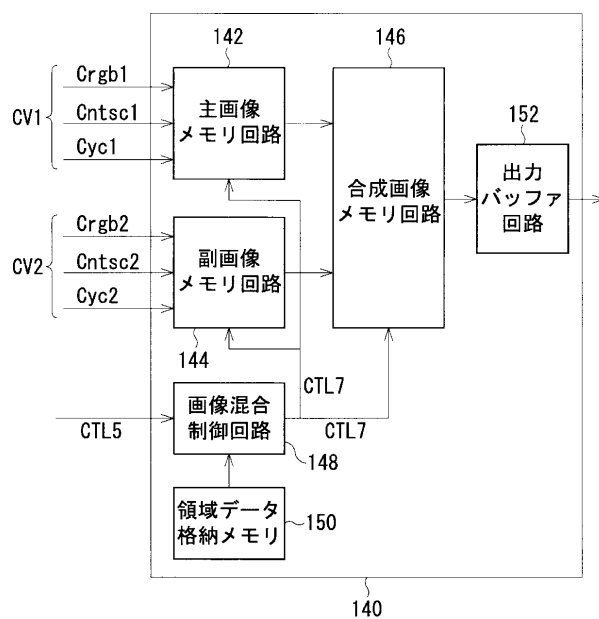 142
146
152
Crgb1
Cntsc1
Cyc1
CV1
主画像
メモリ回路
合成画像
メモリ回路
出力
バッファ
回路
Crgb2
Cntsc2
Cyc2
CV2
副画像
メモリ回路
144
CTL7
画像混合
制御回路
CTL5
CTL7
148
領域データ
格納メモリ
150
140